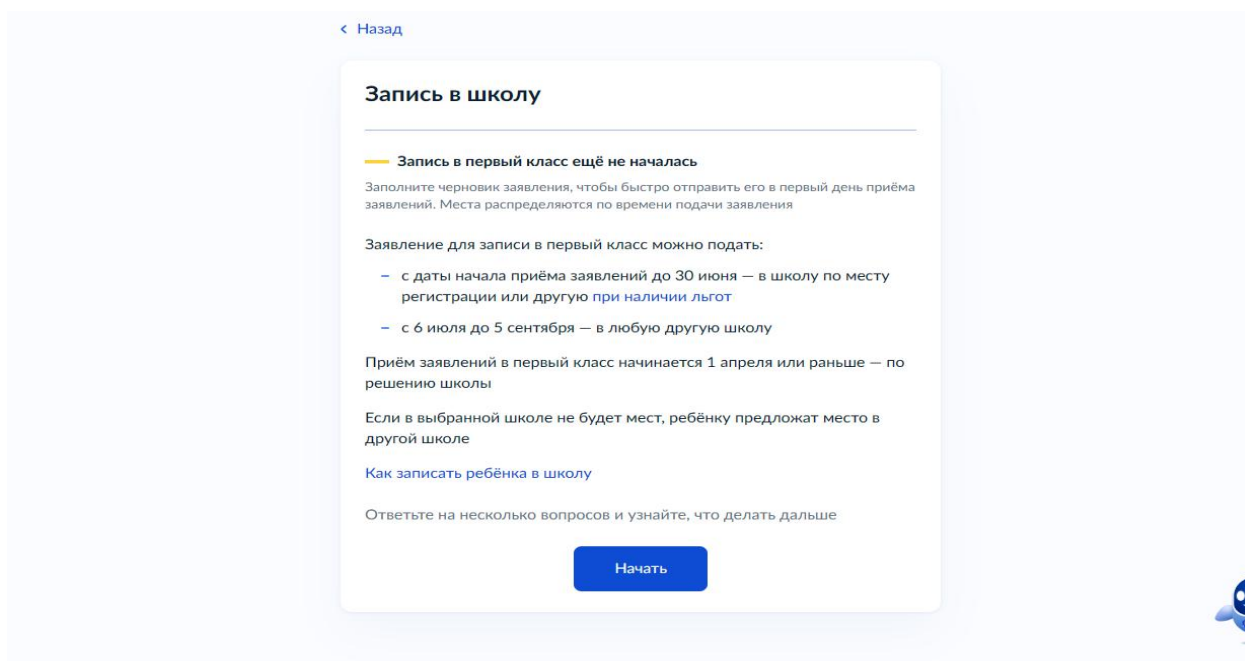 Назад
Запись в школу
Запись в первый класс ещё не началась
Заполните черновик заявления, чтобы быстро отправить его в первый день приёма
заявлений. Места распределяются по времени подачи заявления
Заявление для записи в первый класс можно подать:
– с даты начала приёма заявлений до 30 июня — в школу по месту
регистрации или другую при наличии льгот
– с 6 июля до 5 сентября — в любую другую школу
Приём заявлений в первый класс начинается 1 апреля или раньше — по
решению школы
Если в выбранной школе не будет мест, ребёнку предложат место в
другой школе
Как записать ребёнка в школу
Ответьте на несколько вопросов и узнайте, что делать дальше
Начать